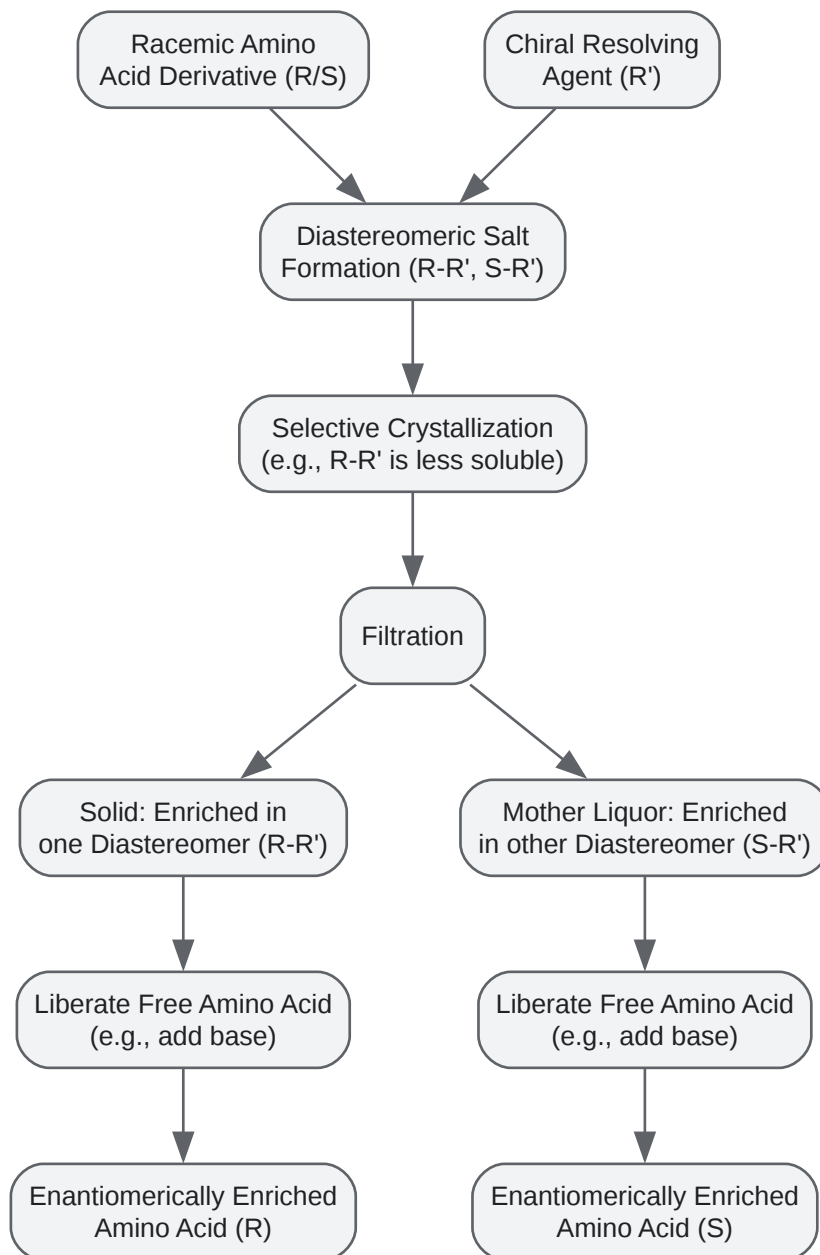 Racemic Amino
Acid Derivative (R/S)
Chiral Resolving
Agent (R')
Diastereomeric Salt
Formation (R-R', S-R')
Selective Crystallization
(e.g., R-R' is less soluble)
Filtration
Solid: Enriched in
one Diastereomer (R-R')
Mother Liquor: Enriched
in other Diastereomer (S-R')
Liberate Free Amino Acid
(e.g., add base)
Liberate Free Amino Acid
(e.g., add base)
Enantiomerically Enriched
Amino Acid (R)
Enantiomerically Enriched
Amino Acid (S)